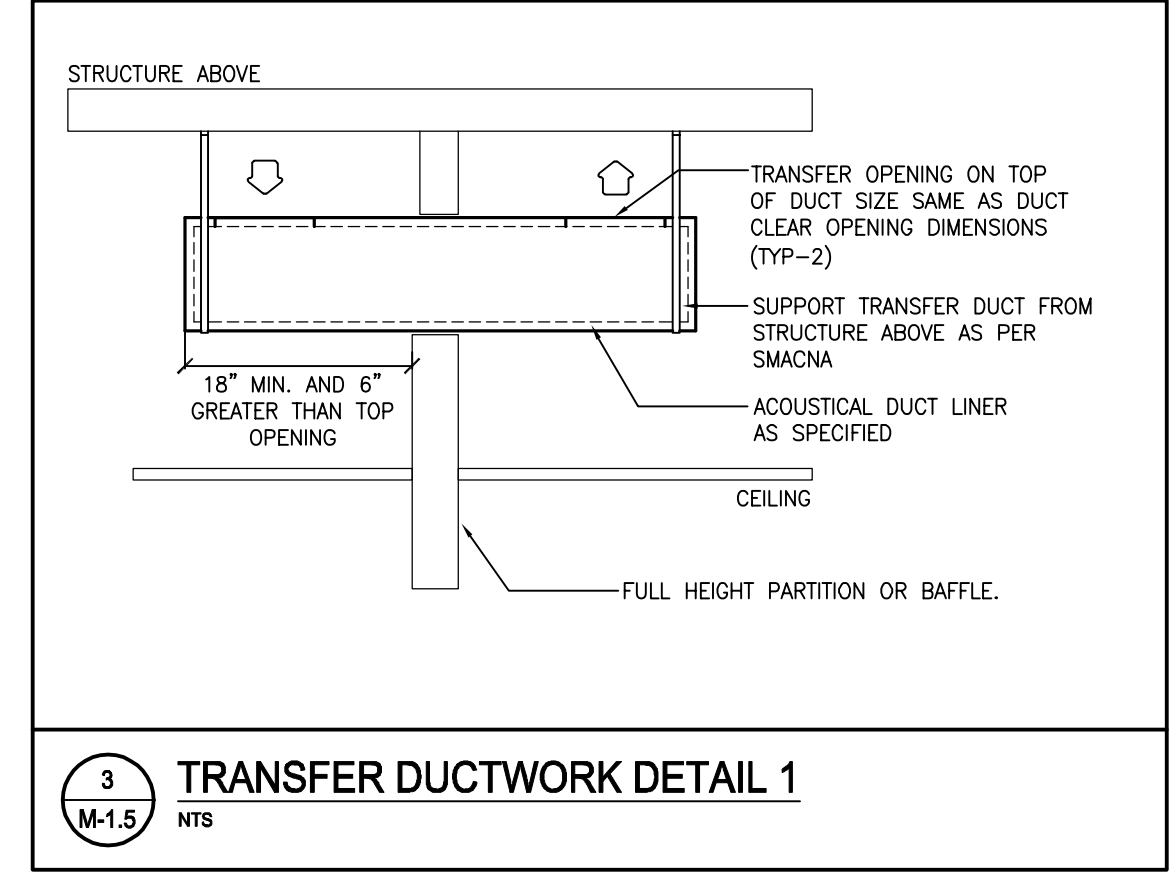 STRUCTURE ABOVE
TRANSFER OPENING ON TOP
OF DUCT SIZE SAME AS DUCT
CLEAR OPENING DIMENSIONS
(TYP-2)
SUPPORT TRANSFER DUCT FROM
STRUCTURE ABOVE AS PER
SMACNA
18" MIN. AND 6"
GREATER THAN TOP
OPENING
ACOUSTICAL DUCT LINER
AS SPECIFIED
CEILING
FULL HEIGHT PARTITION OR BAFFLE.
3
M-1.5
TRANSFER DUCTWORK DETAIL 1
NTS